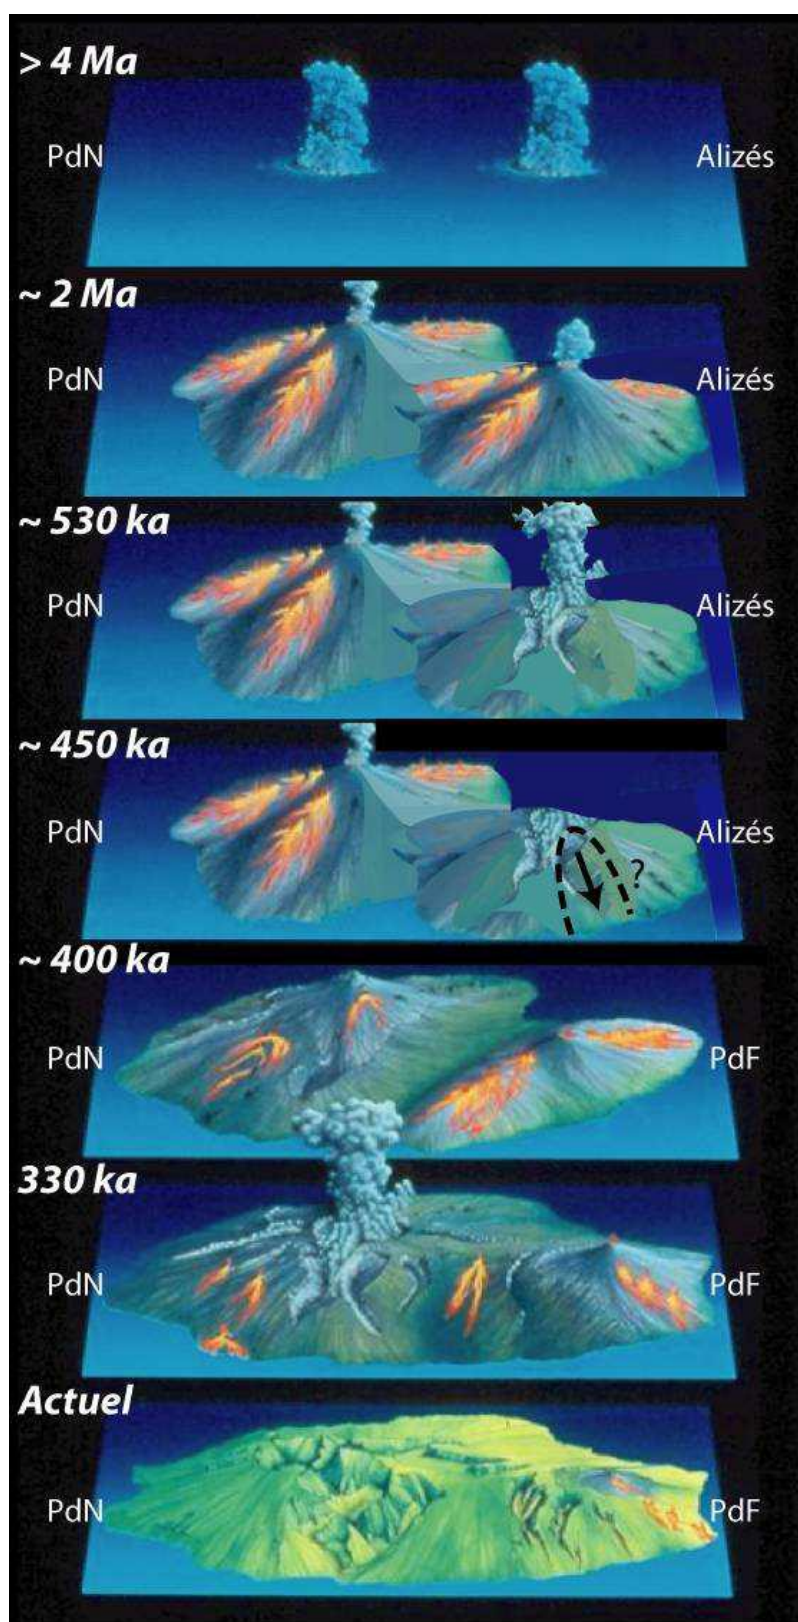 > 4 Ma
PdN
Alizés
~ 2 Ma
PdN
Alizés
~ 530 ka
PdN
Alizés
~ 450 ka
PdN
Alizés
?
~ 400 ka
PdN
PdF
330 ka
PdN
PdF
Actuel
PdN
PdF